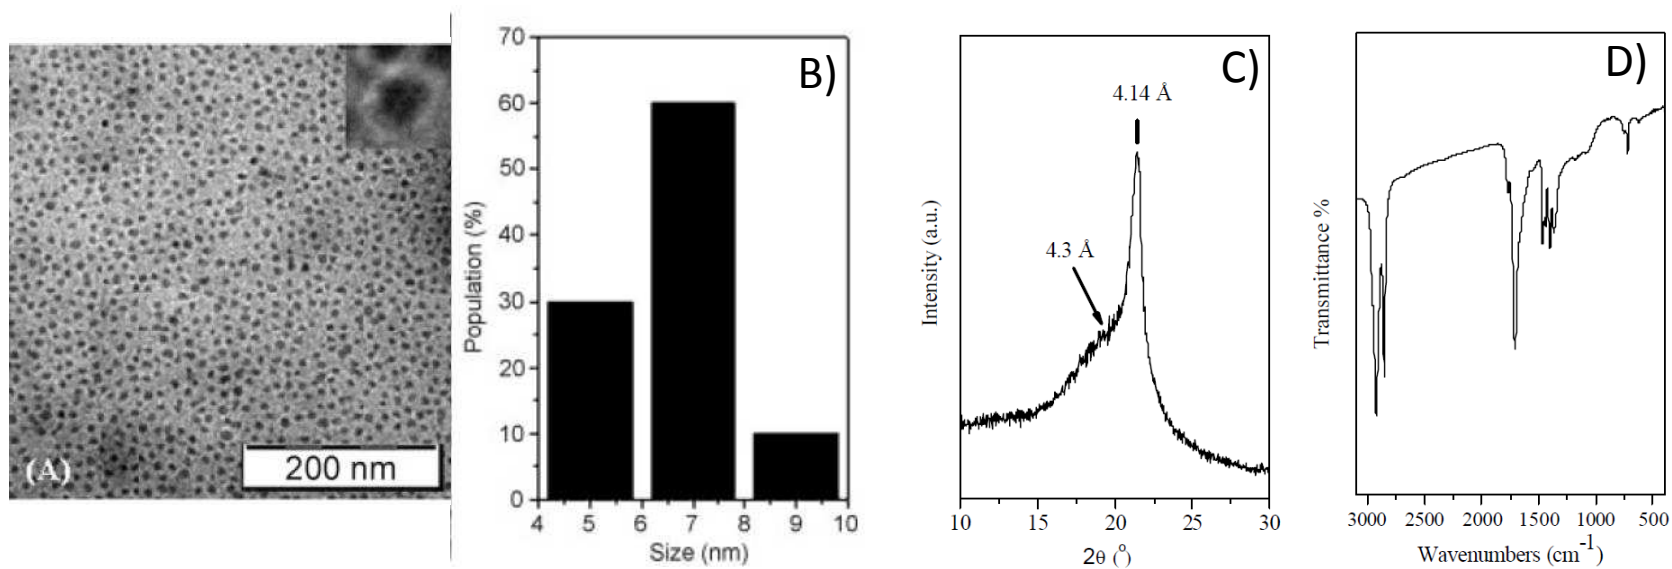 (A)
200 nm
B)
Population (%)
70
60
50
40
30
20
10
0
4 5 6 7 8 9 10
Size (nm)
C)
4.14 Å
4.3 Å
Intensity (a.u.)
10 15 20 25 30
2θ (°)
D)
Transmittance %
3000 2500 2000 1500 1000 500
Wavenumbers (cm-1)